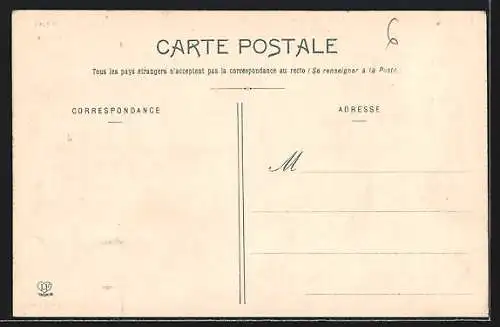 CARTE POSTALE
6
Tous les pays étrangers n'acceptent pas la correspondance au recto (Se renseigner à la Poste.
CORRESPONDANCE
ADRESSE
M